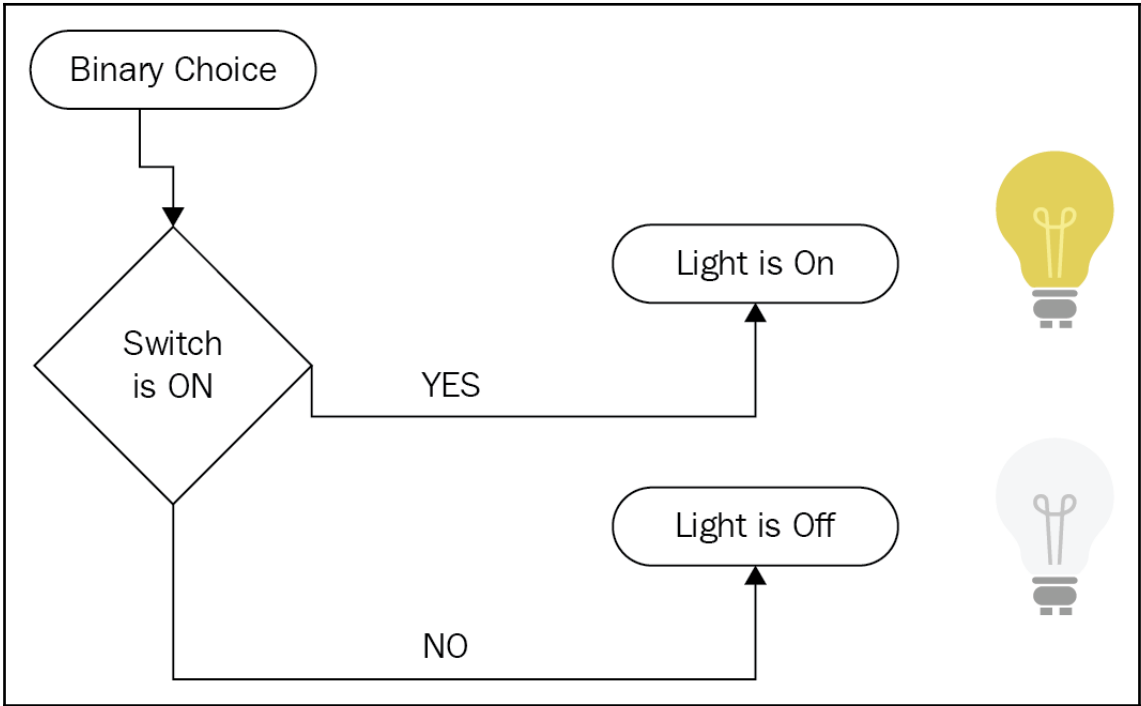 Binary Choice
Light is On
Switch
is ON
YES
Light is Off
NO